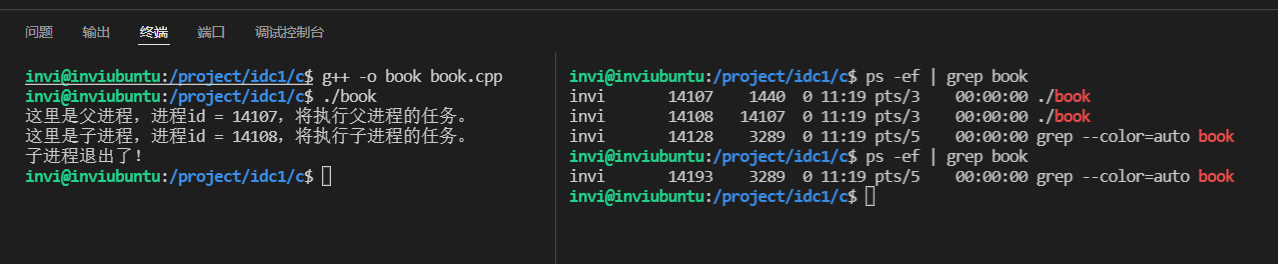 问题 输出 终端 端口 调试控制台
invi@inviubuntu:/project/idc1/c$ g++ -o book book.cpp
invi@inviubuntu:/project/idc1/c$ ./book
这里是父进程，进程id = 14107，将执行父进程的任务。
这里是子进程，进程id = 14108，将执行子进程的任务。
子进程退出了！
invi@inviubuntu:/project/idc1/c$
invi@inviubuntu:/project/idc1/c$ ps -ef | grep book
invi 14107 1440 0 11:19 pts/3 00:00:00 ./book
invi 14108 14107 0 11:19 pts/3 00:00:00 ./book
invi 14128 3289 0 11:19 pts/5 00:00:00 grep --color=auto book
invi@inviubuntu:/project/idc1/c$ ps -ef | grep book
invi 14193 3289 0 11:19 pts/5 00:00:00 grep --color=auto book
invi@inviubuntu:/project/idc1/c$